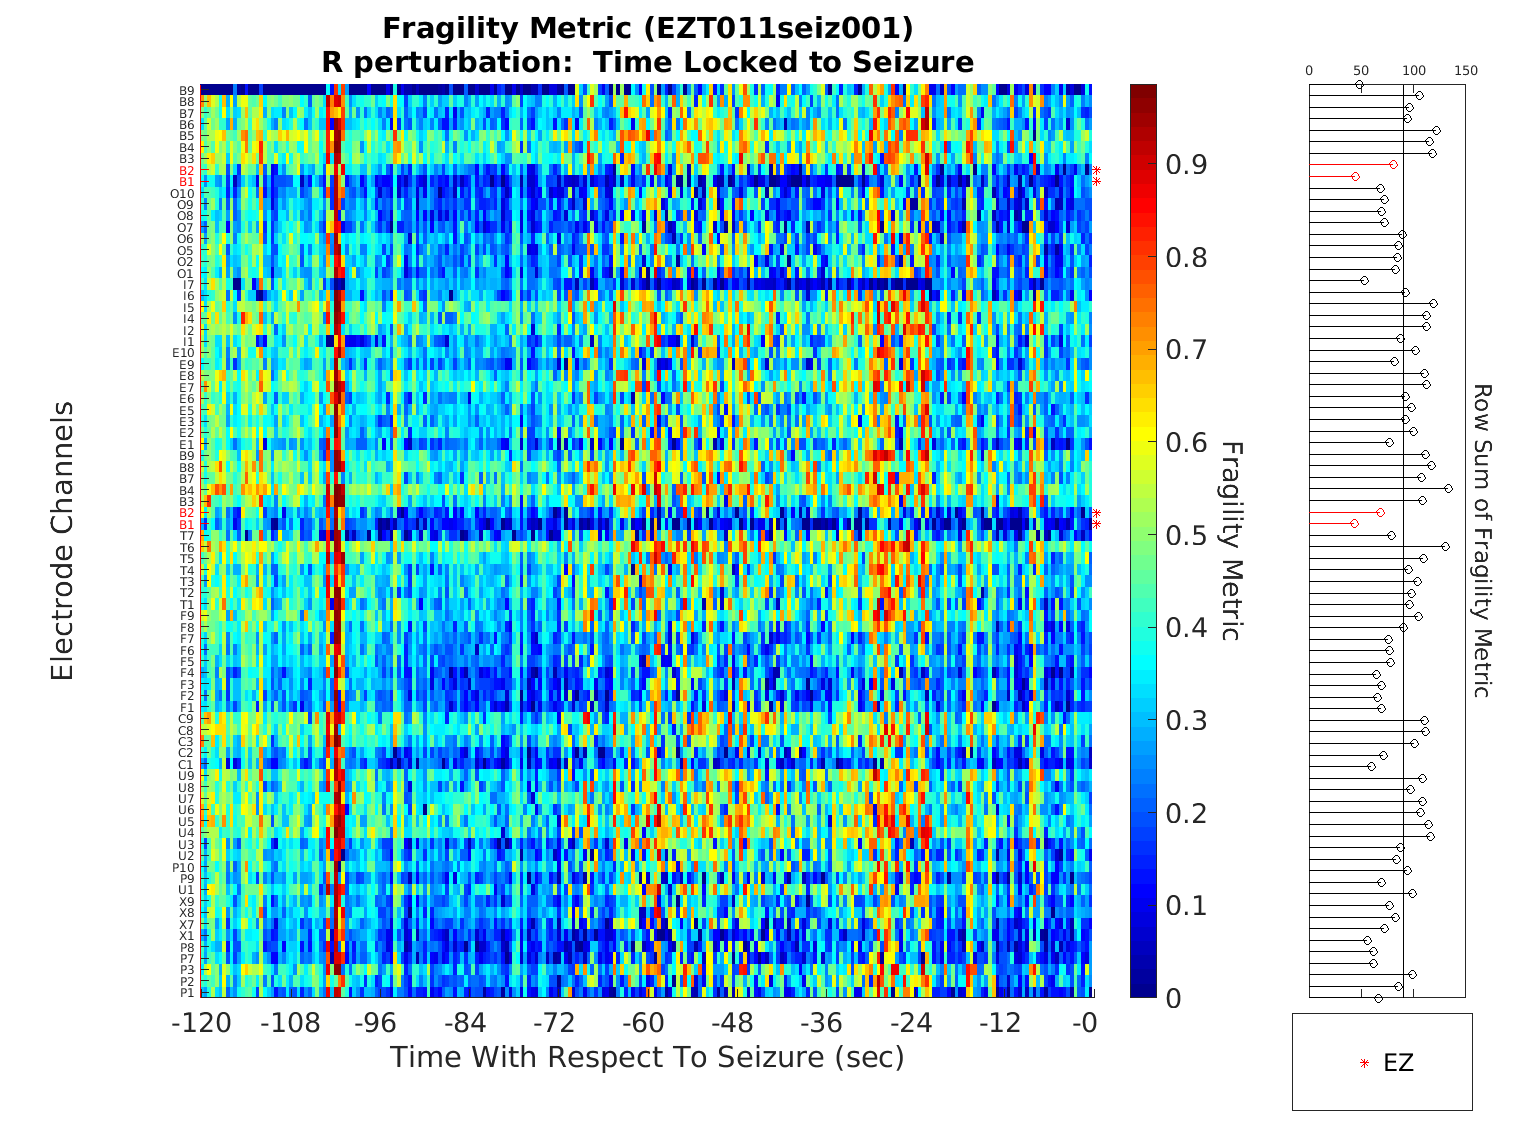 Fragility Metric (EZT011seiz001)
R perturbation:  Time Locked to Seizure
Electrode Channels
B9
B8
B7
B6
B5
B4
B3
B2
B1
O10
O9
O8
O7
O6
O5
O2
O1
I7
I6
I5
I4
I2
I1
E10
E9
E8
E7
E6
E5
E3
E2
E1
B9
B8
B7
B4
B3
B2
B1
T7
T6
T5
T4
T3
T2
T1
F9
F8
F7
F6
F5
F4
F3
F2
F1
C9
C8
C3
C2
C1
U9
U8
U7
U6
U5
U4
U3
U2
P10
P9
U1
X9
X8
X7
X1
P8
P7
P3
P2
P1
-120 -108 -96 -84 -72 -60 -48 -36 -24 -12 -0
Time With Respect To Seizure (sec)
0.9
0.8
0.7
0.6
0.5
0.4
0.3
0.2
0.1
0
Fragility Metric
0 50 100 150
Row Sum of Fragility Metric
EZ